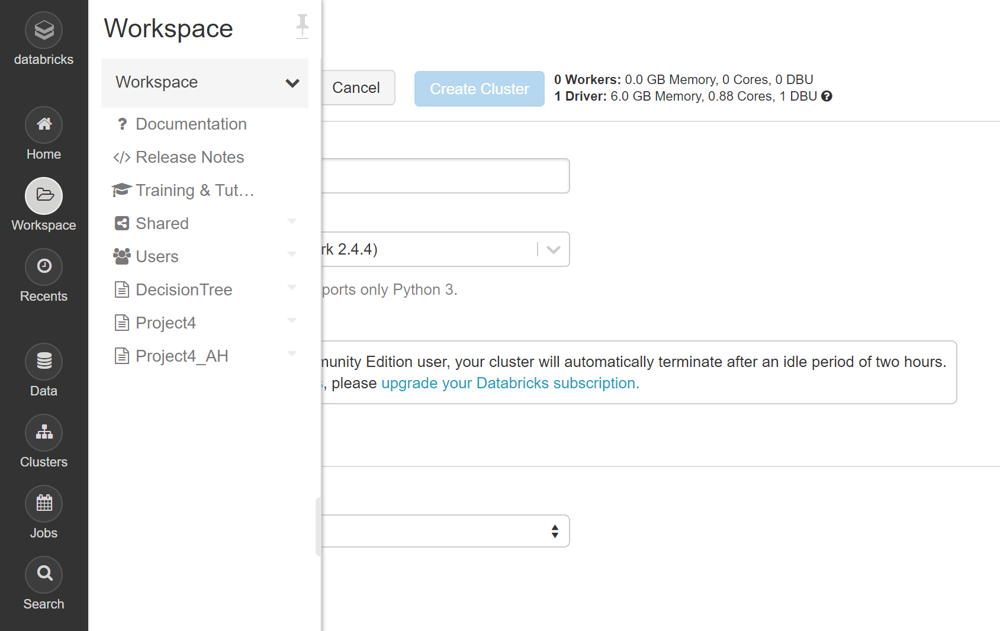 databricks
Home
Workspace
Recents
Data
Clusters
Jobs
Search
Workspace
Workspace
Documentation
Release Notes
Training & Tut...
Shared
Users
DecisionTree
Project4
Project4_AH
Cancel
Create Cluster
0 Workers: 0.0 GB Memory, 0 Cores, 0 DBU
1 Driver: 6.0 GB Memory, 0.88 Cores, 1 DBU
rk 2.4.4)
ports only Python 3.
munity Edition user, your cluster will automatically terminate after an idle period of two hours.
, please upgrade your Databricks subscription.